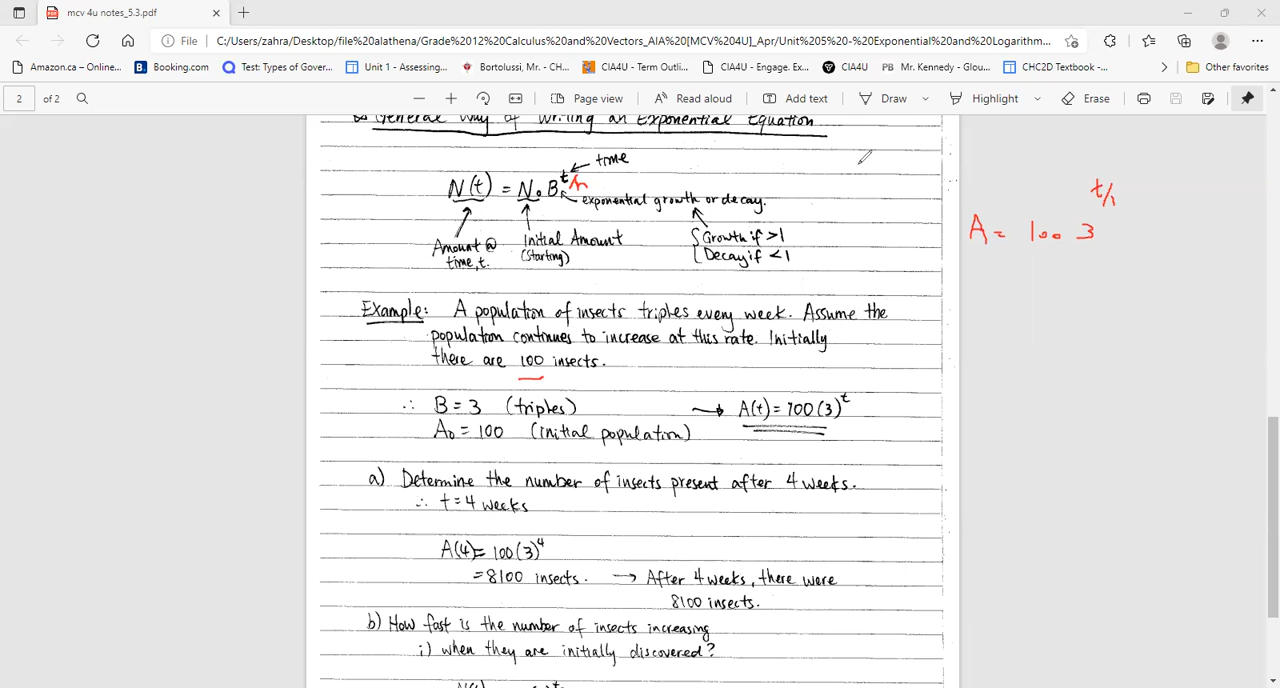 mcv 4u notes_5.3.pdf
File
C:/Users/zahra/Desktop/file%20alathena/Grade%2012%20Calculus%20and%20Vectors_AIA%20[MCV%204U]_Apr/Unit%205%20-%20Exponential%20and%20Logarithm...
Amazon.ca – Online...
Booking.com
Test: Types of Gover...
Unit 1 - Assessing,...
Bortolussi, Mr. - CH...
CIA4U - Term Outli...
CIA4U - Engage. Ex...
CIA4U
PB Mr. Kennedy - Glou...
CHC2D Textbook -...
Other favorites
2 of 2
Page view
Read aloud
Add text
Draw
Highlight
Erase
General Way of Writing an Exponential Equation
time
N(t) = N₀ B^t
exponential growth or decay.
Amount @ time, t.
Initial Amount (starting)
Growth if >1
Decay if <1
A = 100 3^t/1
Example: A population of insects triples every week. Assume the
population continues to increase at this rate. Initially
there are 100 insects.
∴ B = 3 (triples) → A(t) = 100(3)^t
A₀ = 100 (initial population)
a) Determine the number of insects present after 4 weeks.
∴ t = 4 weeks
A(4) = 100(3)^4
= 8100 insects. → After 4 weeks, there were
8100 insects.
b) How fast is the number of insects increasing
i) when they are initially discovered?